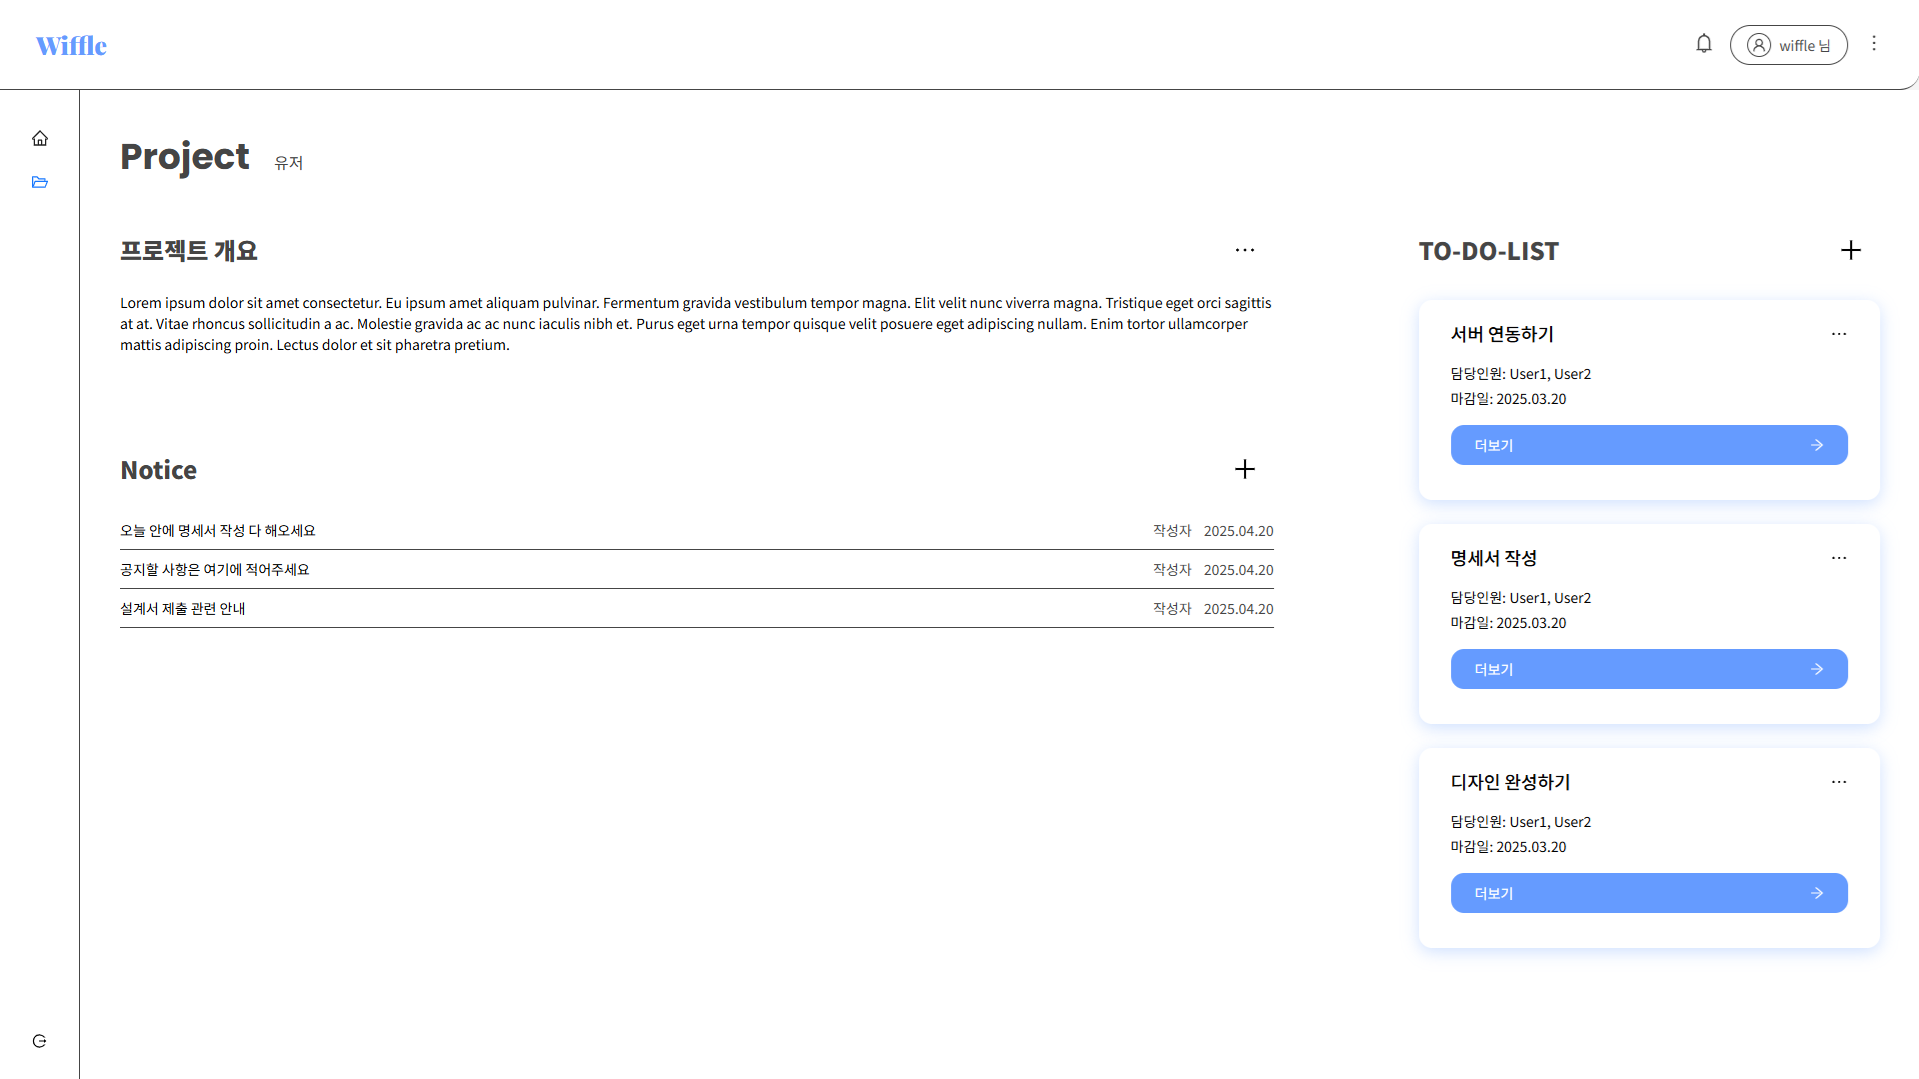 Wiffle
wiffle 님
Project 유저
프로젝트 개요
Lorem ipsum dolor sit amet consectetur. Eu ipsum amet aliquam pulvinar. Fermentum gravida vestibulum tempor magna. Elit velit nunc viverra magna. Tristique eget orci sagittis
at at. Vitae rhoncus sollicitudin a ac. Molestie gravida ac ac nunc iaculis nibh et. Purus eget urna tempor quisque velit posuere eget adipiscing nullam. Enim tortor ullamcorper
mattis adipiscing proin. Lectus dolor et sit pharetra pretium.
Notice
오늘 안에 명세서 작성 다 해오세요 작성자 2025.04.20
공지할 사항은 여기에 적어주세요 작성자 2025.04.20
설계서 제출 관련 안내 작성자 2025.04.20
TO-DO-LIST
서버 연동하기
담당인원: User1, User2
마감일: 2025.03.20
더보기
명세서 작성
담당인원: User1, User2
마감일: 2025.03.20
더보기
디자인 완성하기
담당인원: User1, User2
마감일: 2025.03.20
더보기